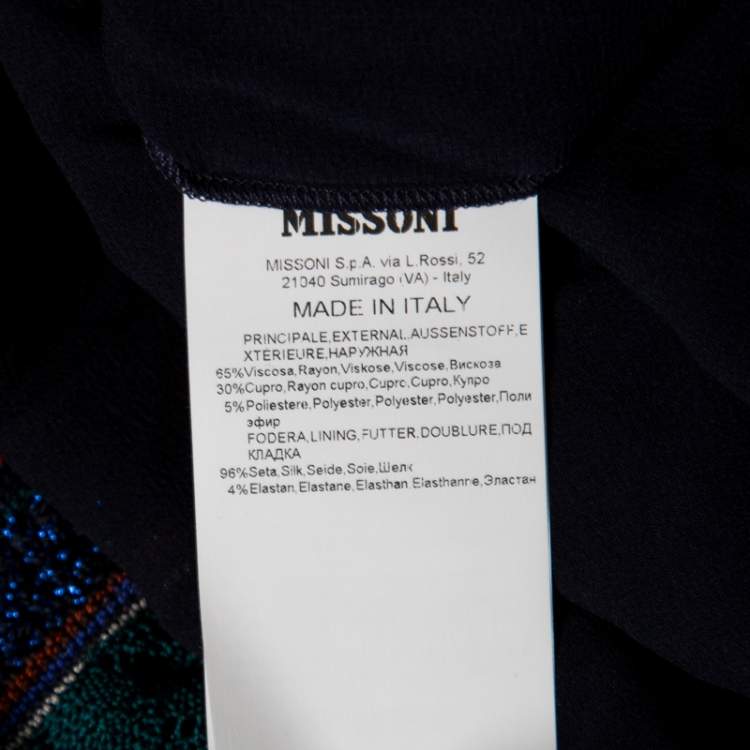 MISSONI
MISSONI S.p.A. via L.Rossi, 52
21040 Sumirago (VA) - Italy
MADE IN ITALY
PRINCIPALE,EXTERNAL,AUSSENSTOFF,E
XTÉRIEURE,НАРУЖНАЯ
65%Viscosa,Rayon,Viskose,Viscose,Вискоза
30%Cupro,Rayon cupro,Cupro,Cupro,Купро
5%Poliestere,Polyester,Polyester,Polyester,Поли
эфир
FODERA,LINING,FUTTER,DOUBLURE,ПОД
КЛАДКА
96%Seta,Silk,Seide,Soie,Шелк
4%Elastan,Elastane,Elasthan,Elasthanne,Эластан